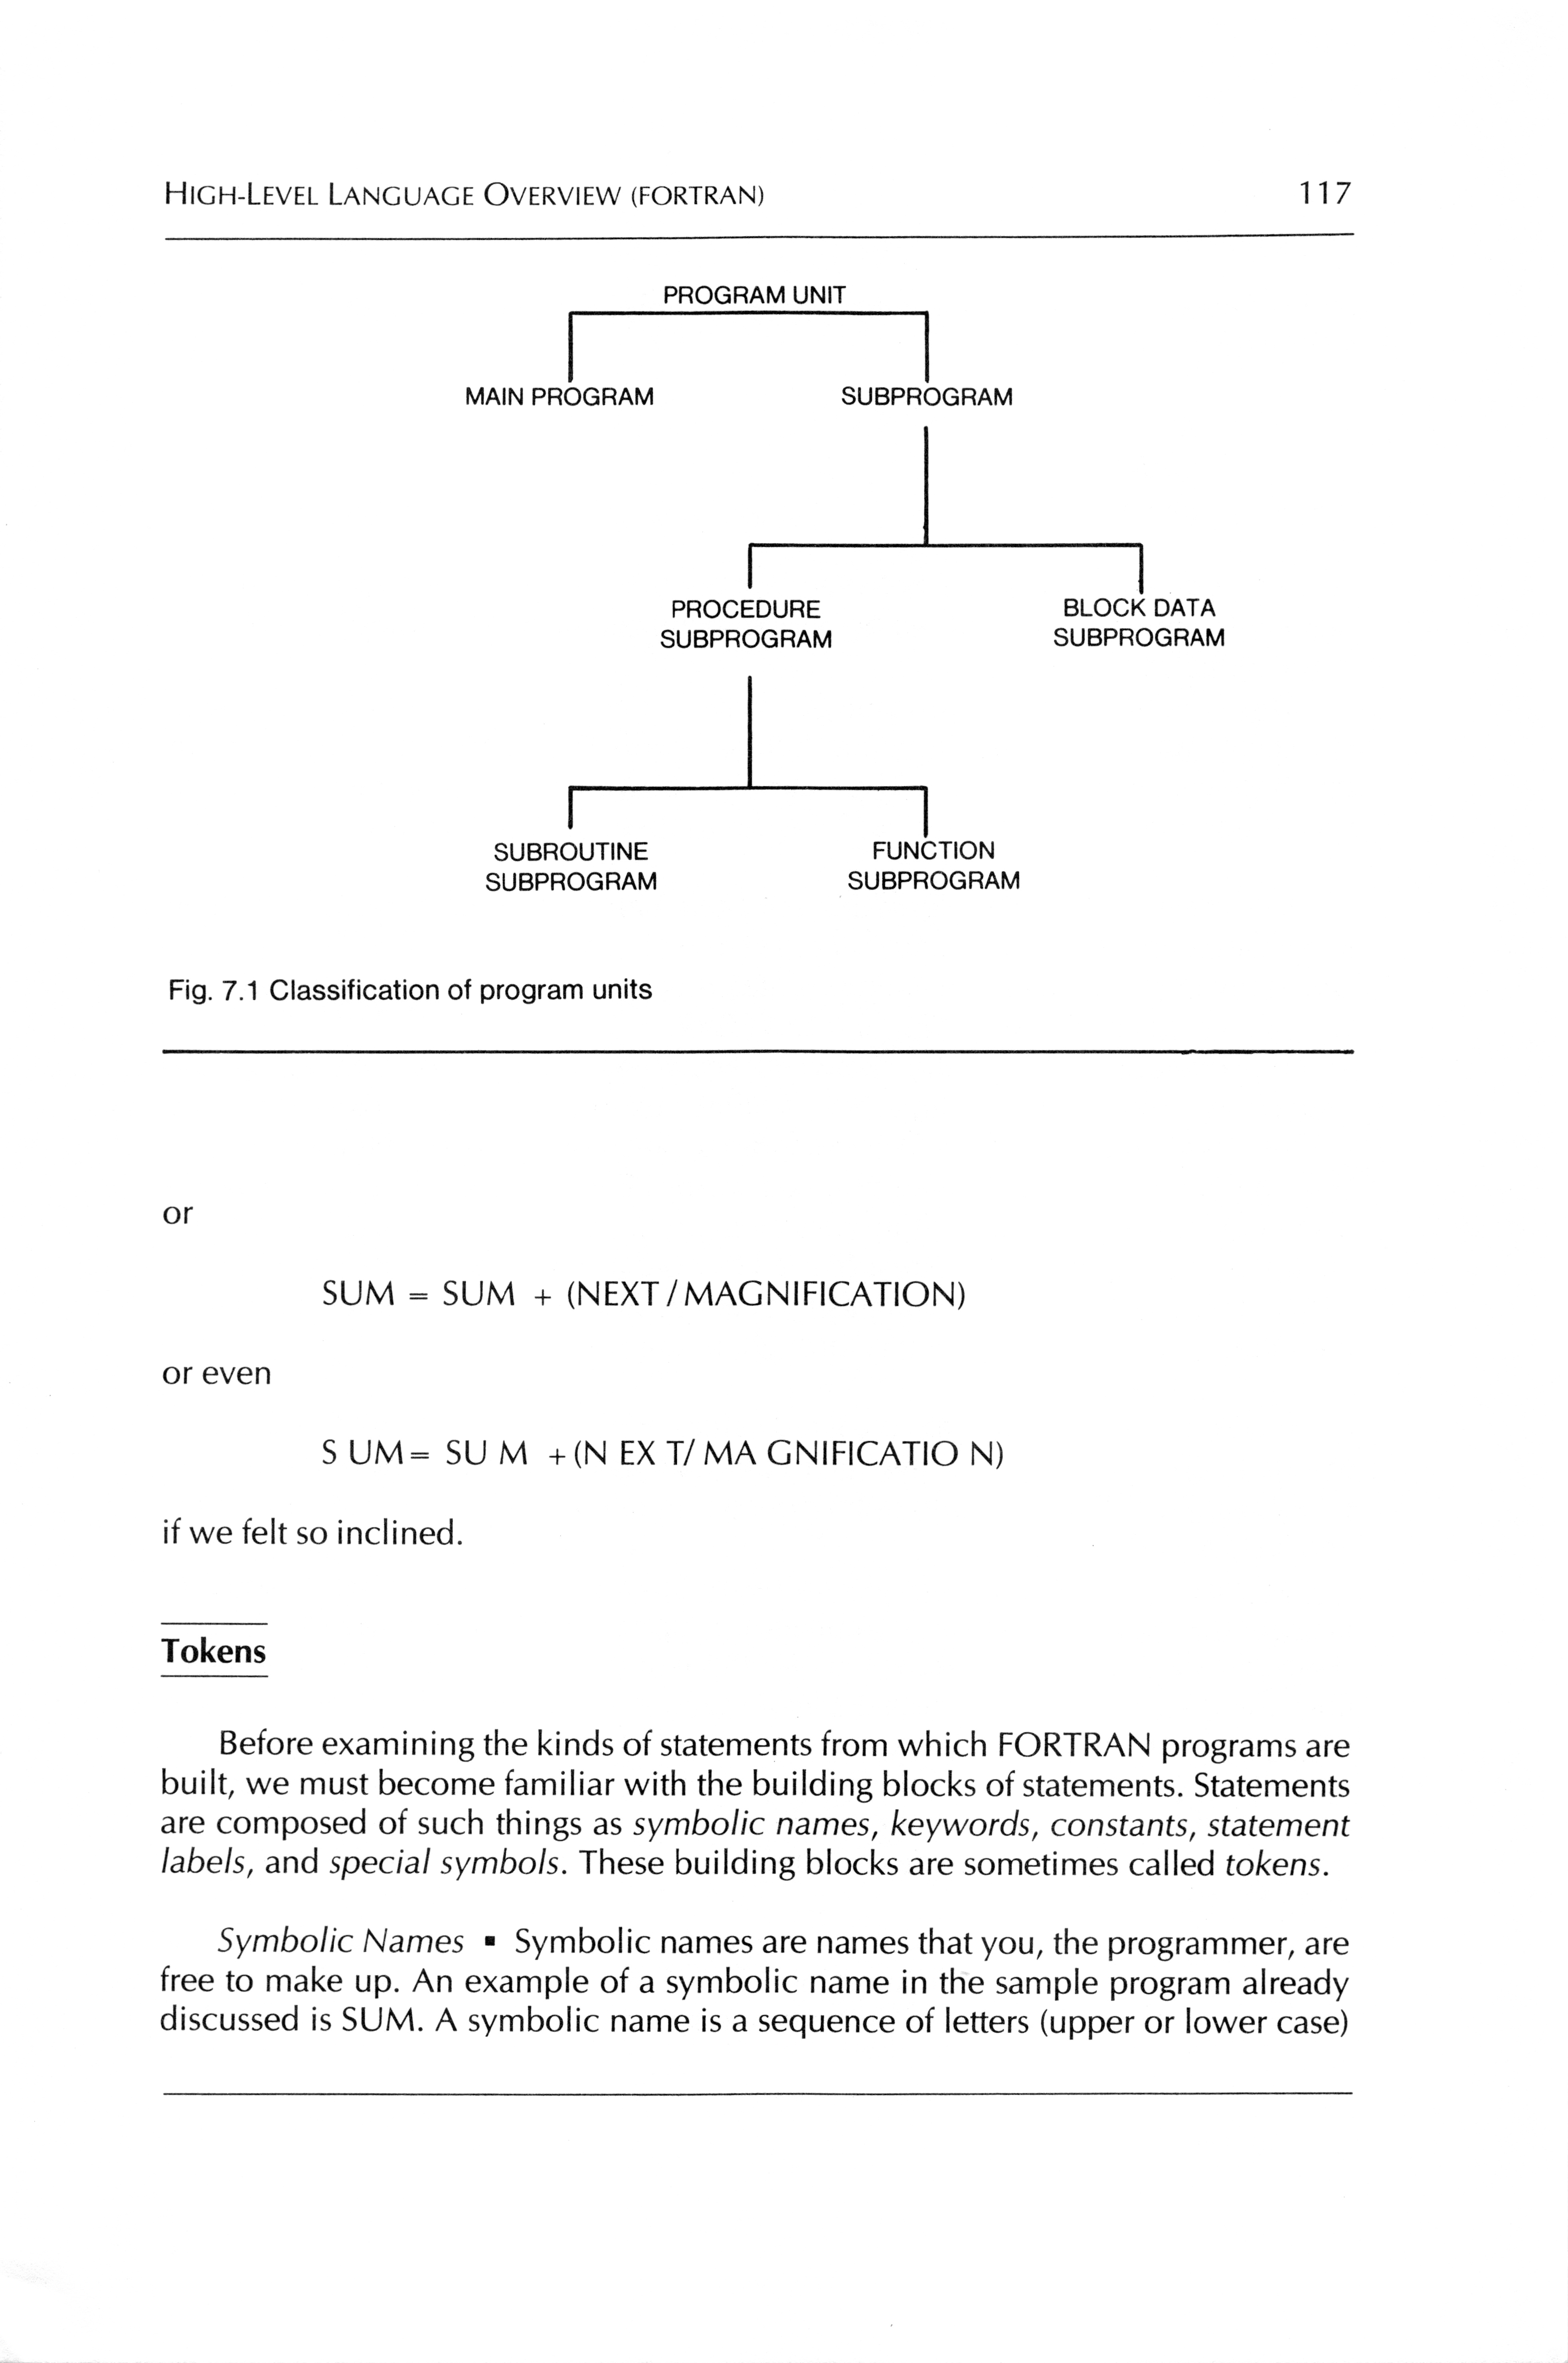 HIGH-LEVEL LANGUAGE OVERVIEW (FORTRAN) 117
PROGRAM UNIT
MAIN PROGRAM SUBPROGRAM
PROCEDURE SUBPROGRAM
BLOCK DATA SUBPROGRAM
SUBROUTINE SUBPROGRAM
FUNCTION SUBPROGRAM
Fig. 7.1 Classification of program units
or
SUM = SUM + (NEXT/MAGNIFICATION)
or even
S UM= SU M +(N EX T/ MA GNIFICATIO N)
if we felt so inclined.
Tokens
Before examining the kinds of statements from which FORTRAN programs are
built, we must become familiar with the building blocks of statements. Statements
are composed of such things as symbolic names, keywords, constants, statement
labels, and special symbols. These building blocks are sometimes called tokens.
Symbolic Names ▪ Symbolic names are names that you, the programmer, are
free to make up. An example of a symbolic name in the sample program already
discussed is SUM. A symbolic name is a sequence of letters (upper or lower case)